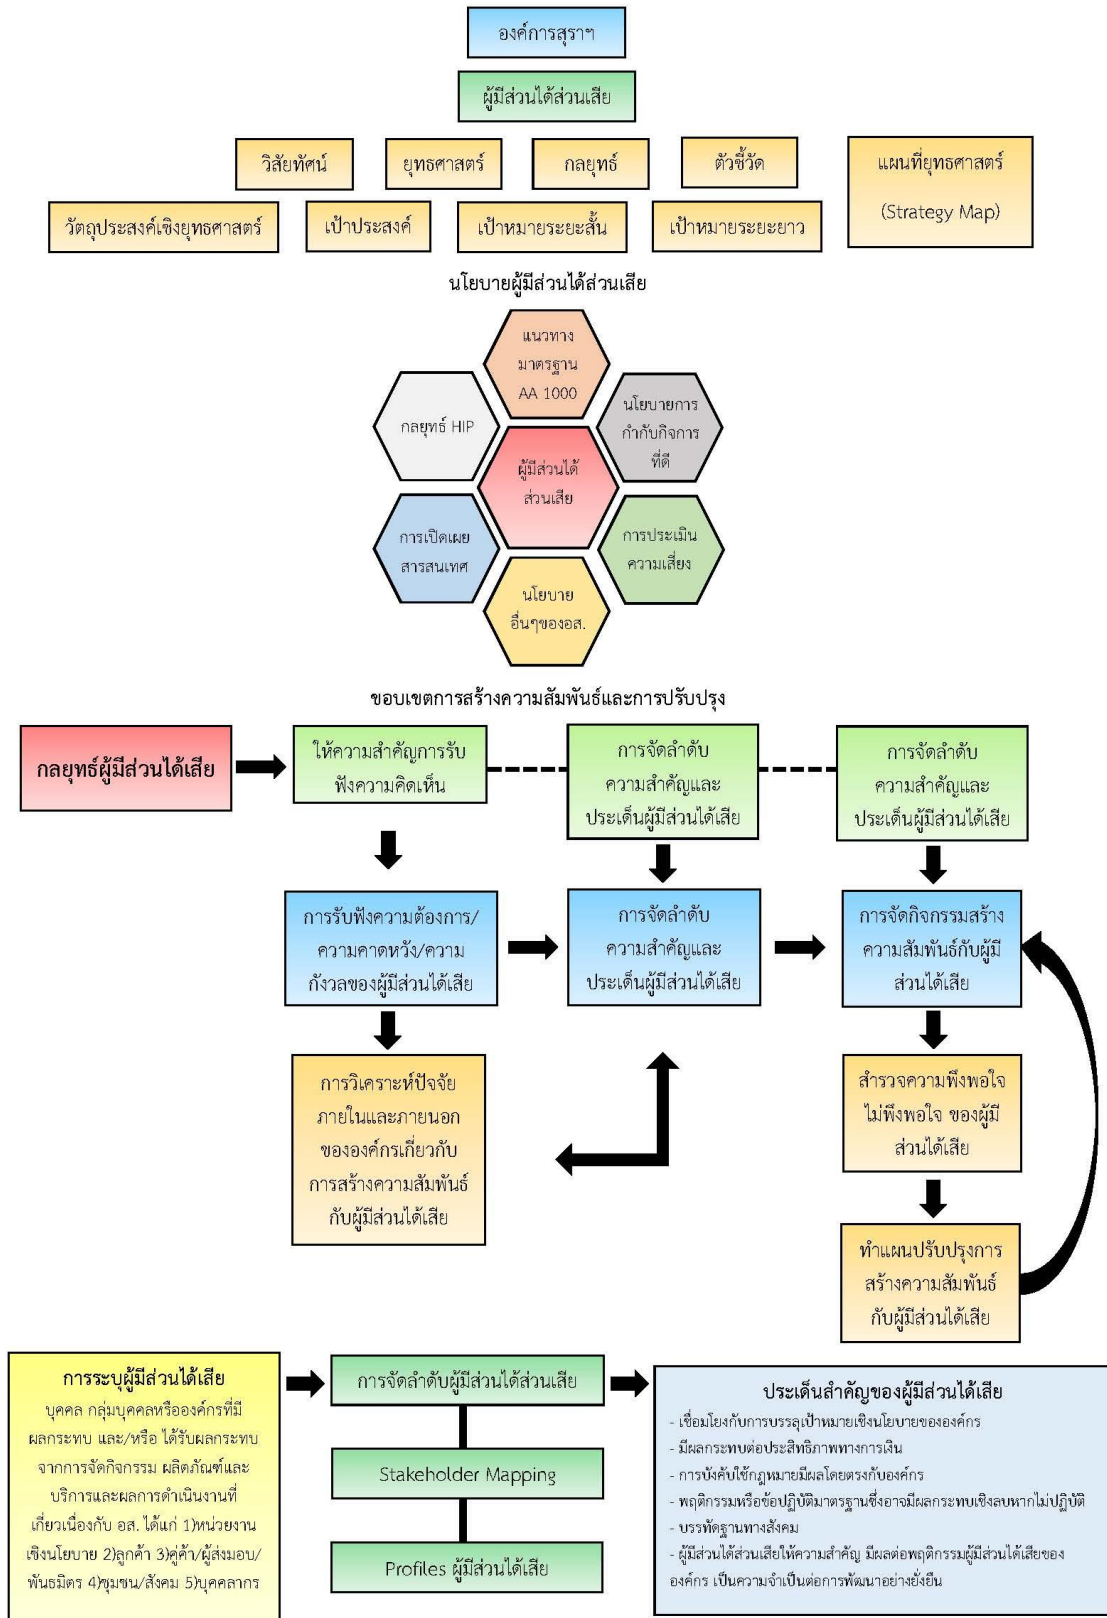 องค์การสุราฯ
ผู้มีส่วนได้ส่วนเสีย
วิสัยทัศน์
ยุทธศาสตร์
กลยุทธ์
ตัวชี้วัด
แผนที่ยุทธศาสตร์
(Strategy Map)
วัตถุประสงค์เชิงยุทธศาสตร์
เป้าประสงค์
เป้าหมายระยะสั้น
เป้าหมายระยะยาว
นโยบายผู้มีส่วนได้ส่วนเสีย
แนวทาง
มาตรฐาน
AA 1000
กลยุทธ์ HIP
นโยบายการ
กำกับกิจการ
ที่ดี
ผู้มีส่วนได้
ส่วนเสีย
การเปิดเผย
สารสนเทศ
การประเมิน
ความเสี่ยง
นโยบาย
อื่นๆของอส.
ขอบเขตการสร้างความสัมพันธ์และการปรับปรุง
กลยุทธ์ผู้มีส่วนได้เสีย
ให้ความสำคัญการรับ
ฟังความคิดเห็น
การจัดลำดับ
ความสำคัญและ
ประเด็นผู้มีส่วนได้เสีย
การจัดลำดับ
ความสำคัญและ
ประเด็นผู้มีส่วนได้เสีย
การรับฟังความต้องการ/
ความคาดหวัง/ความ
กังวลของผู้มีส่วนได้เสีย
การจัดลำดับ
ความสำคัญและ
ประเด็นผู้มีส่วนได้เสีย
การจัดกิจกรรมสร้าง
ความสัมพันธ์กับผู้มี
ส่วนได้เสีย
การวิเคราะห์ปัจจัย
ภายในและภายนอก
ขององค์กรเกี่ยวกับ
การสร้างความสัมพันธ์
กับผู้มีส่วนได้เสีย
สำรวจความพึงพอใจ
ไม่พึงพอใจ ของผู้มี
ส่วนได้เสีย
ทำแผนปรับปรุงการ
สร้างความสัมพันธ์
กับผู้มีส่วนได้เสีย
การระบุผู้มีส่วนได้เสีย
บุคคล กลุ่มบุคคลหรือองค์กรที่มี
ผลกระทบ และ/หรือ ได้รับผลกระทบ
จากการจัดกิจกรรม ผลิตภัณฑ์และ
บริการและผลการดำเนินงานที่
เกี่ยวเนื่องกับ อส. ได้แก่ 1)หน่วยงาน
เชิงนโยบาย 2)ลูกค้า 3)คู่ค้า/ผู้ส่งมอบ/
พันธมิตร 4)ชุมชน/สังคม 5)บุคคลากร
การจัดลำดับผู้มีส่วนได้ส่วนเสีย
Stakeholder Mapping
Profiles ผู้มีส่วนได้เสีย
ประเด็นสำคัญของผู้มีส่วนได้เสีย
- เชื่อมโยงกับการบรรลุเป้าหมายเชิงนโยบายขององค์กร
- มีผลกระทบต่อประสิทธิภาพทางการเงิน
- การบังคับใช้กฎหมายมีผลโดยตรงกับองค์กร
- พฤติกรรมหรือข้อปฏิบัติมาตรฐานซึ่งอาจมีผลกระทบเชิงลบหากไม่ปฏิบัติ
- บรรทัดฐานทางสังคม
- ผู้มีส่วนได้ส่วนเสียให้ความสำคัญ มีผลต่อพฤติกรรมผู้มีส่วนได้เสียของ
องค์กร เป็นความจำเป็นต่อการพัฒนาอย่างยั่งยืน